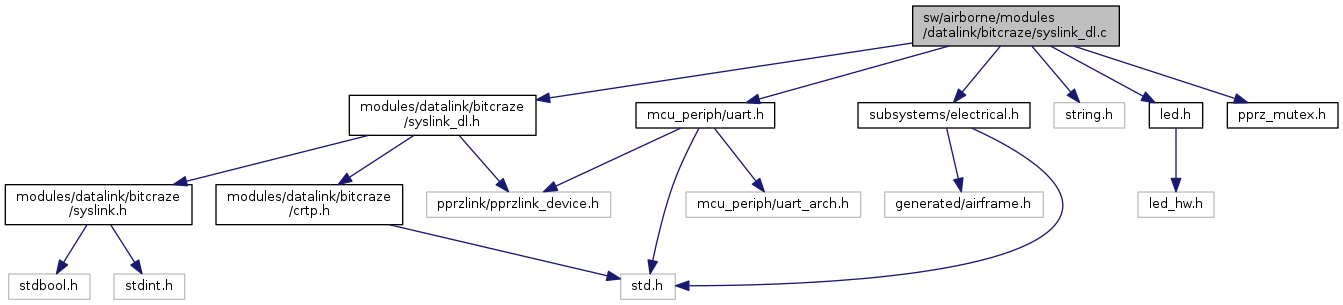 sw/airborne/modules
/datalink/bitcraze/syslink_dl.c
modules/datalink/bitcraze
/syslink_dl.h
mcu_periph/uart.h
subsystems/electrical.h
string.h
led.h
pprz_mutex.h
modules/datalink/bitcraze
/syslink.h
modules/datalink/bitcraze
/crtp.h
pprzlink/pprzlink_device.h
mcu_periph/uart_arch.h
generated/airframe.h
led_hw.h
stdbool.h
stdint.h
std.h